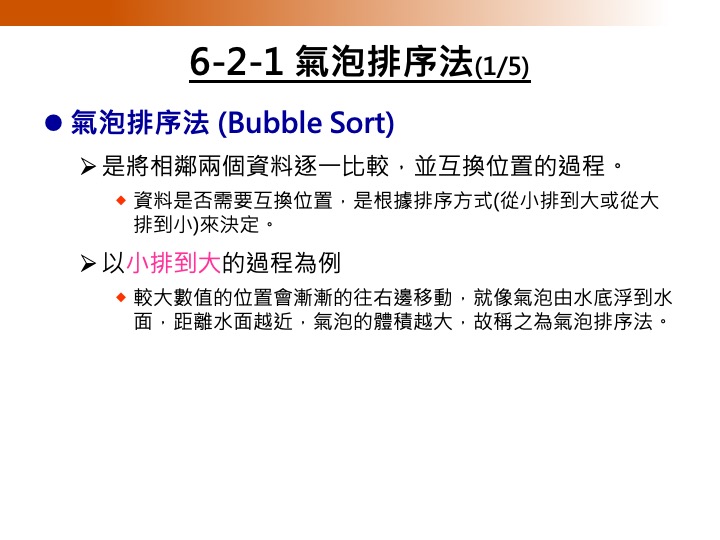 6-2-1 氣泡排序法(1/5)
氣泡排序法 (Bubble Sort)
是將相鄰兩個資料逐一比較，並互換位置的過程。
資料是否需要互換位置，是根據排序方式(從小排到大或從大
排到小)來決定。
以小排到大的過程為例
較大數值的位置會漸漸的往右邊移動，就像氣泡由水底浮到水
面，距離水面越近，氣泡的體積越大，故稱之為氣泡排序法。